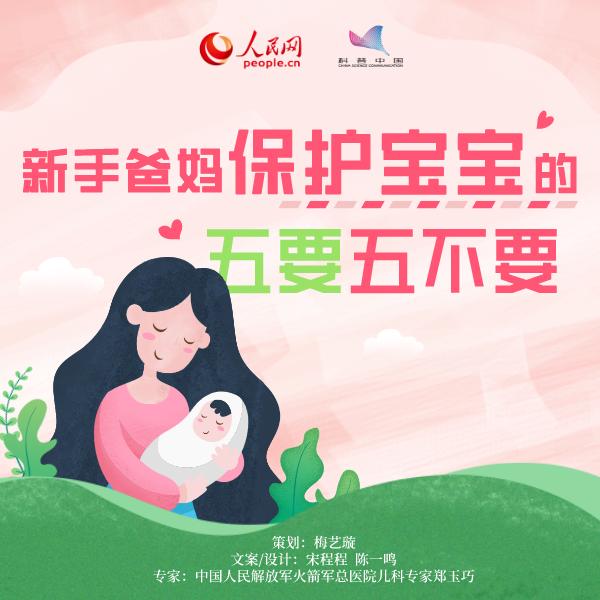 人民网
people.cn
科普中国
CHINA SCIENCE COMMUNICATION
新手爸妈保护宝宝的
五要五不要
策划：梅艺璇
文案/设计：宋程程 陈一鸣
专家：中国人民解放军火箭军总医院儿科专家郑玉巧